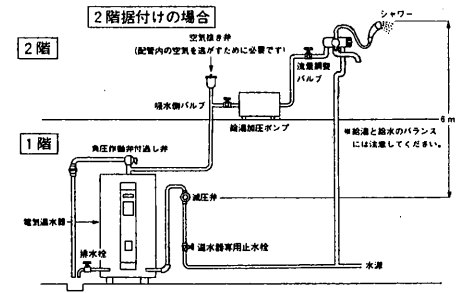 2階据付けの場合
シャワー
空気抜き弁
(配管内の空気を逃がすために必要です)
2階
流量調整
バルブ
吸水側バルブ
給湯加圧ポンプ
6m
1階
※給湯と給水のバランス
には注意してください。
負圧作動弁付逃し弁
減圧弁
電気温水器
温水器専用止水栓
排水栓
水源